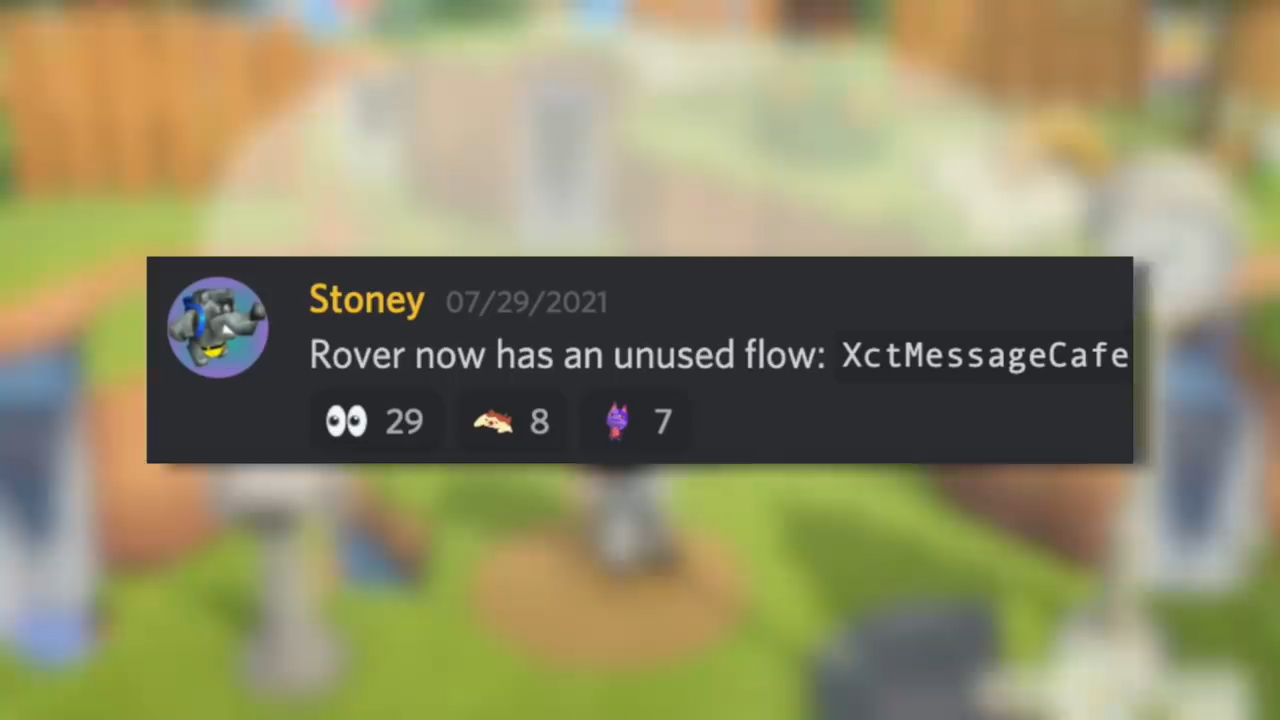 Stoney 07/29/2021
Rover now has an unused flow: XctMessageCafe
29 8 7